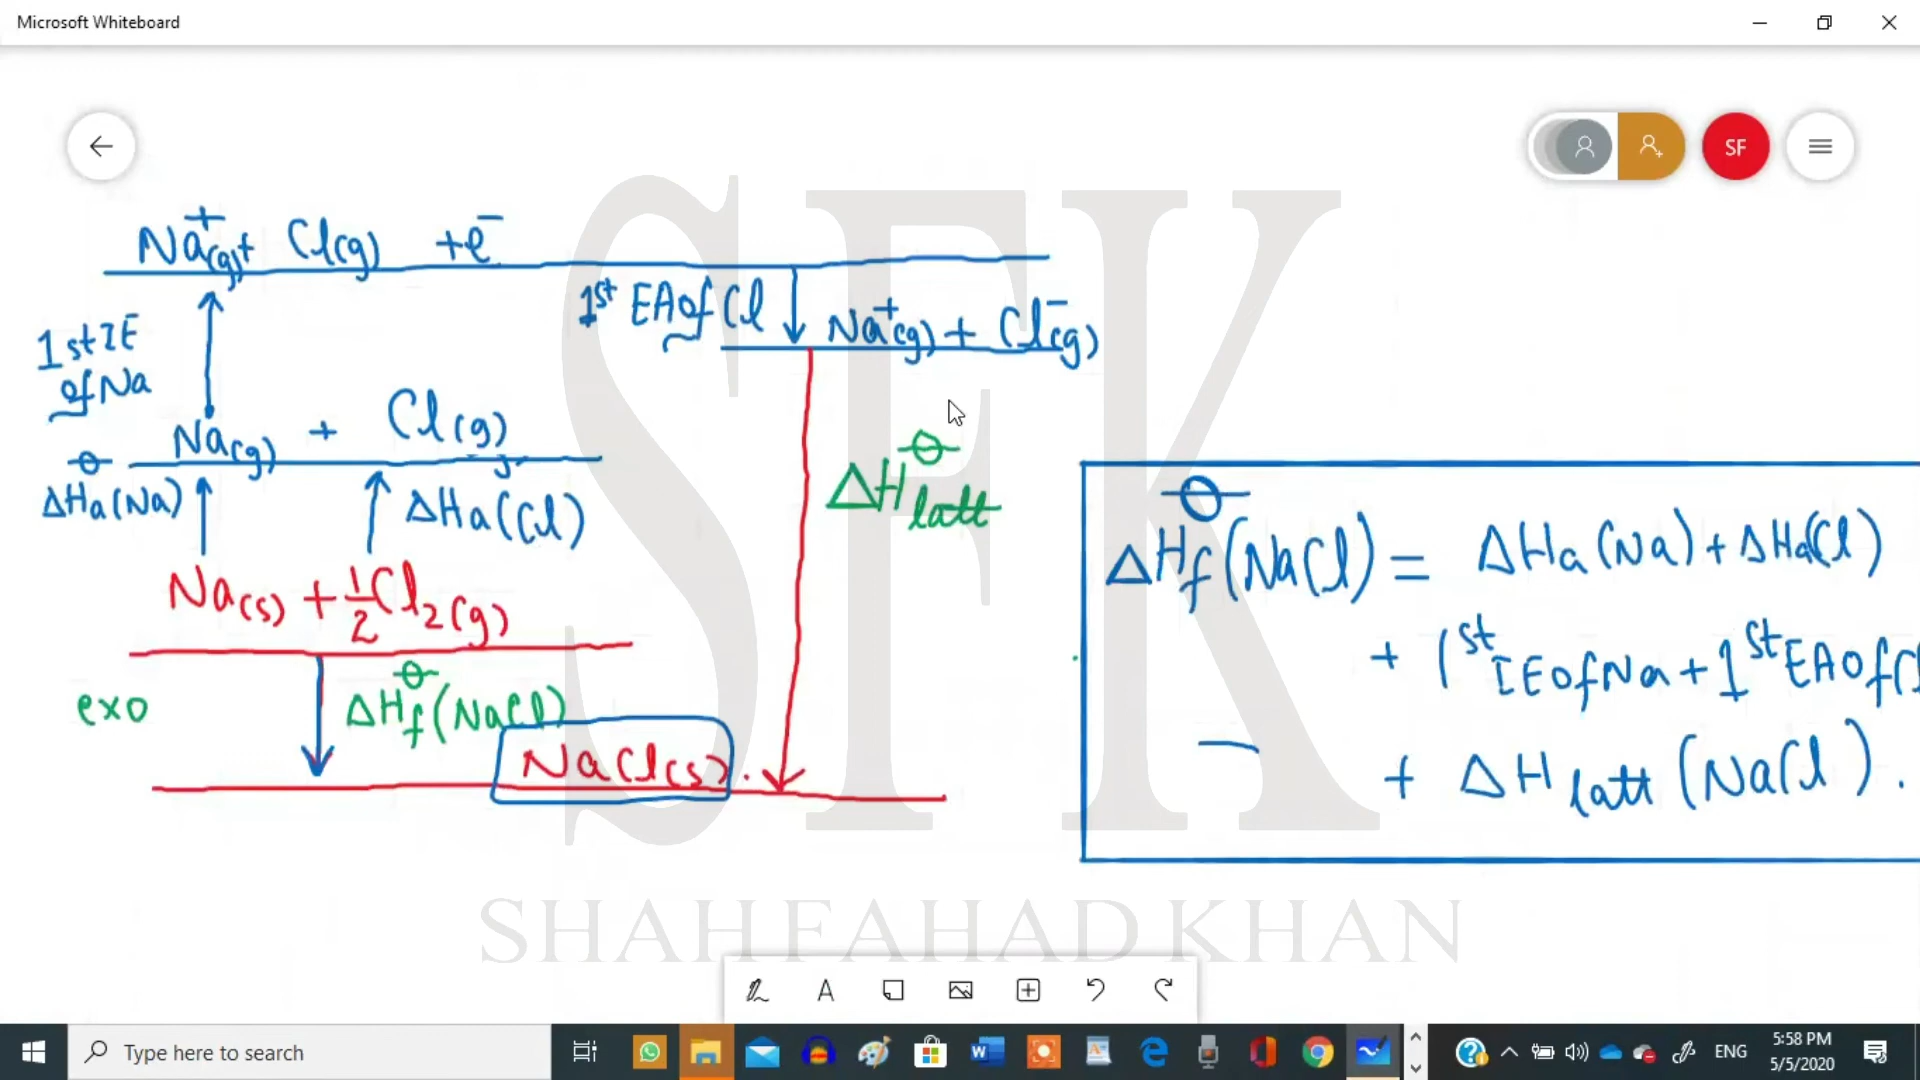 Microsoft Whiteboard
SF
Na⁺(g) + Cl(g) + e⁻
1st EA of Cl
Na⁺(g) + Cl⁻(g)
1st IE
of Na
Na(g) + Cl(g)
ΔHa(Na)
ΔHa(Cl)
ΔH⦵latt
Na(s) + ½Cl₂(g)
exo
ΔH⦵f(NaCl)
NaCl(s).
ΔH⦵f(NaCl) = ΔHa(Na) + ΔHa(Cl)
+ 1st IE of Na + 1st EA of Cl
+ ΔHlatt(NaCl).
SFK
SHAH FAHAD KHAN
Type here to search
ENG
5:58 PM
5/5/2020